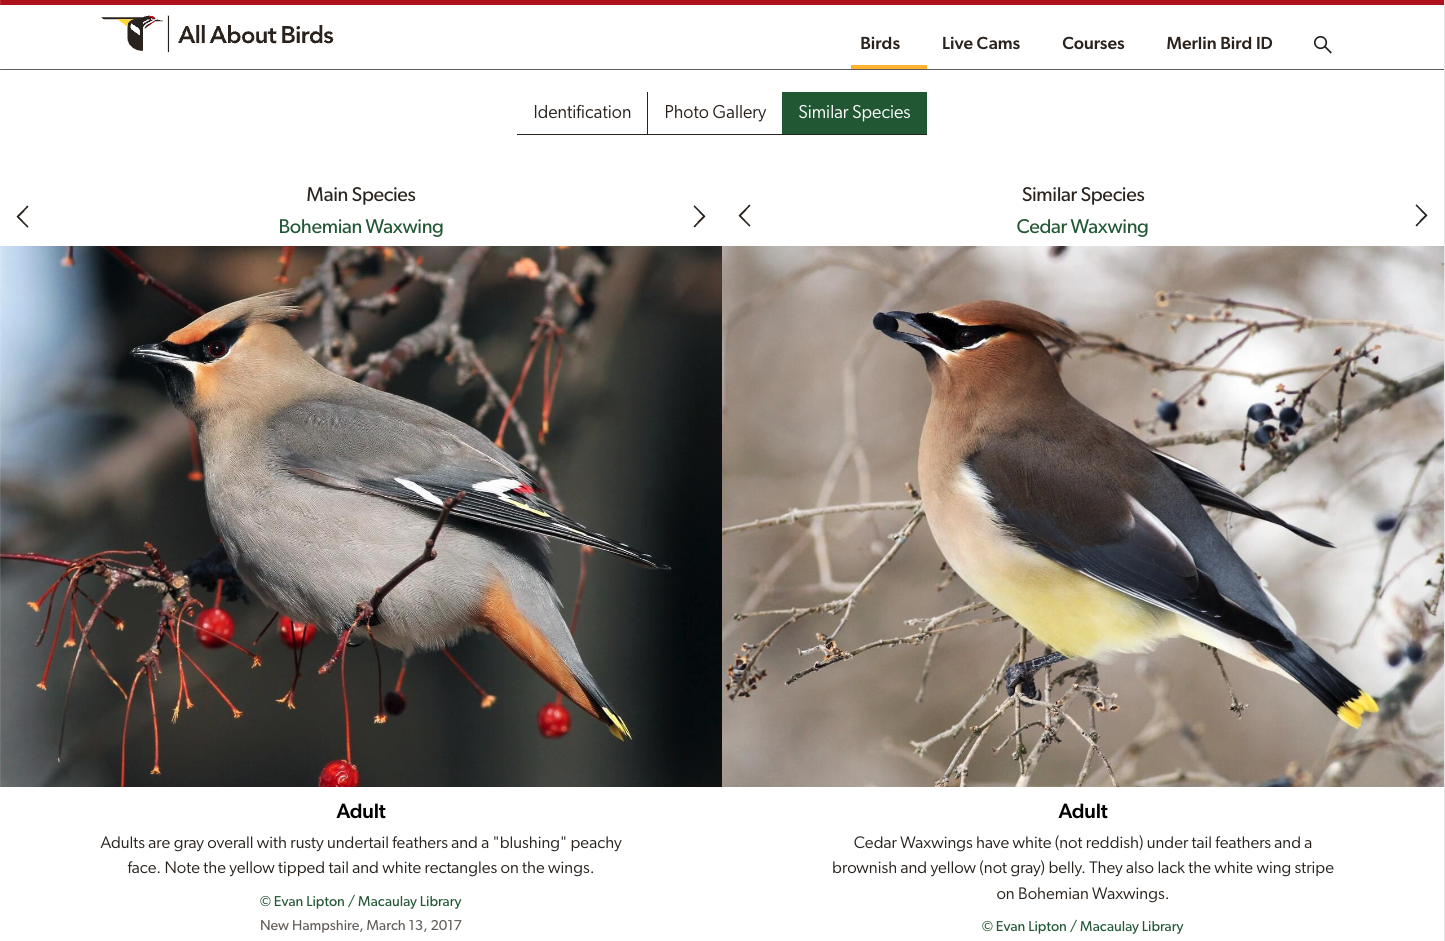 All About Birds
Birds
Live Cams
Courses
Merlin Bird ID
Identification
Photo Gallery
Similar Species
Main Species
Bohemian Waxwing
Similar Species
Cedar Waxwing
Adult
Adults are gray overall with rusty undertail feathers and a "blushing" peachy
face. Note the yellow tipped tail and white rectangles on the wings.
© Evan Lipton / Macaulay Library
New Hampshire, March 13, 2017
Adult
Cedar Waxwings have white (not reddish) under tail feathers and a
brownish and yellow (not gray) belly. They also lack the white wing stripe
on Bohemian Waxwings.
© Evan Lipton / Macaulay Library